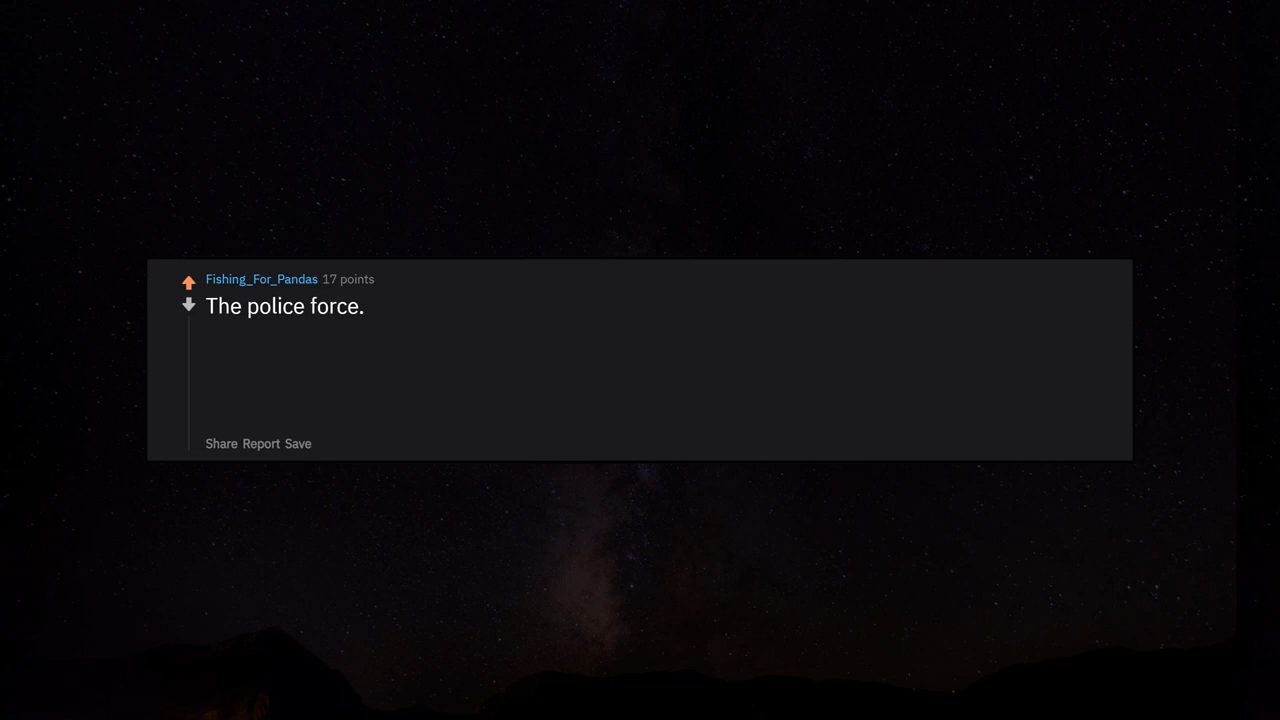 Fishing_For_Pandas 17 points
The police force.
Share Report Save